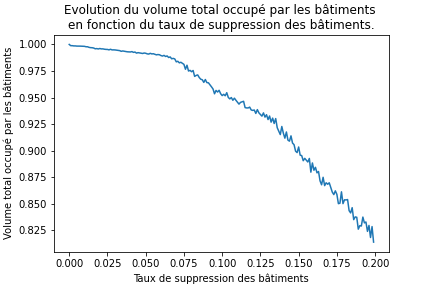 Evolution du volume total occupé par les bâtiments
en fonction du taux de suppression des bâtiments.
Volume total occupé par les bâtiments
1.000
0.975
0.950
0.925
0.900
0.875
0.850
0.825
0.000 0.025 0.050 0.075 0.100 0.125 0.150 0.175 0.200
Taux de suppression des bâtiments